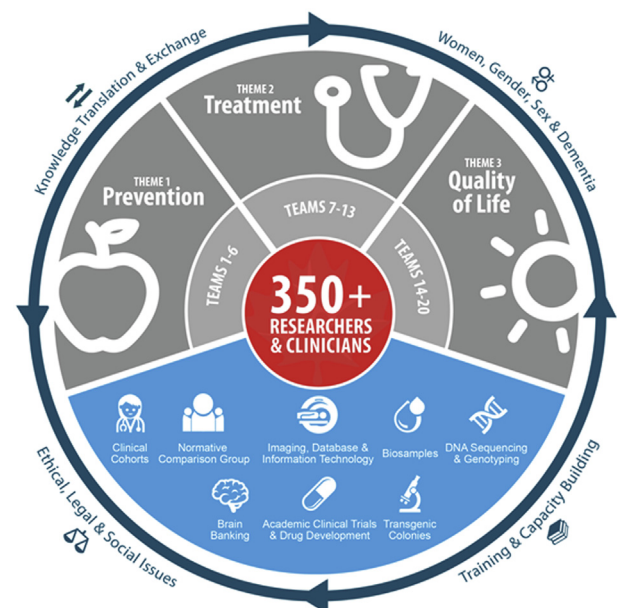 Knowledge Translation & Exchange
Women, Gender, Sex & Dementia
THEME 2
Treatment
THEME 1
Prevention
THEME 3
Quality
of Life
TEAMS 1-6
TEAMS 7-13
TEAMS 14-20
350+
RESEARCHERS
& CLINICIANS
Clinical
Cohorts
Normative
Comparison Group
Imaging, Database &
Information Technology
Biosamples
DNA Sequencing
& Genotyping
Brain
Banking
Academic Clinical Trials
& Drug Development
Transgenic
Colonies
Ethical, Legal & Social Issues
Training & Capacity Building